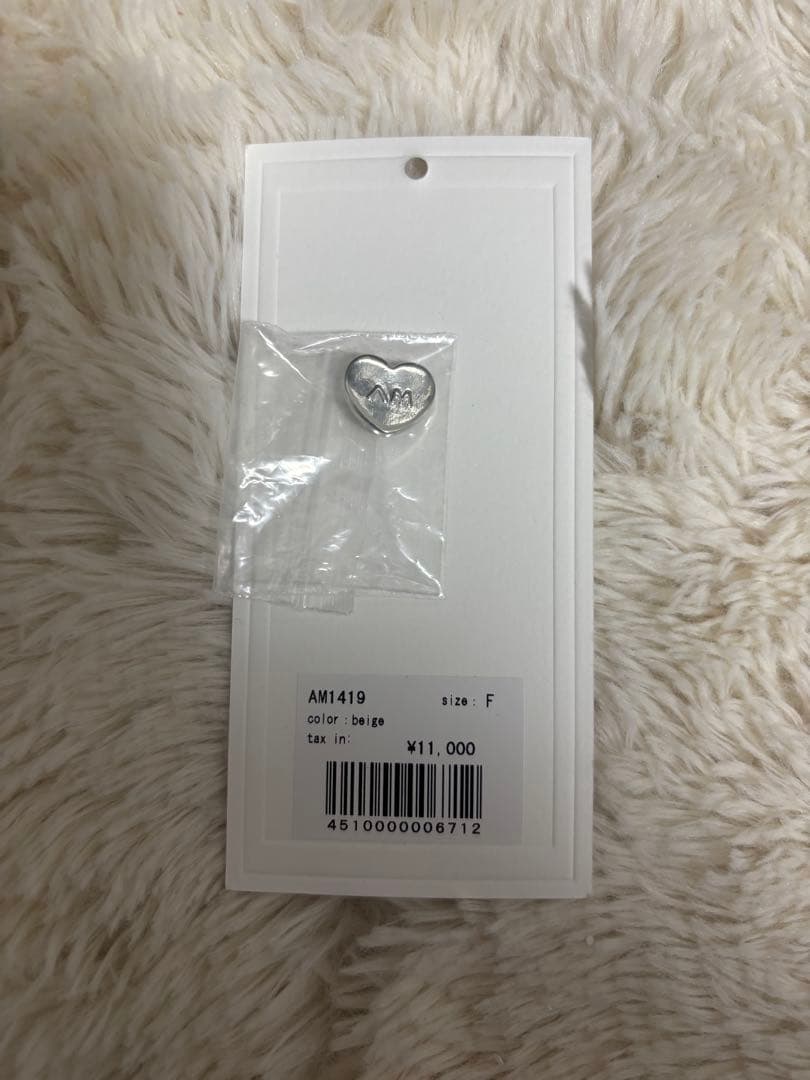 AM
AM1419 size: F
color:beige
tax in: ¥11,000
4510000006712